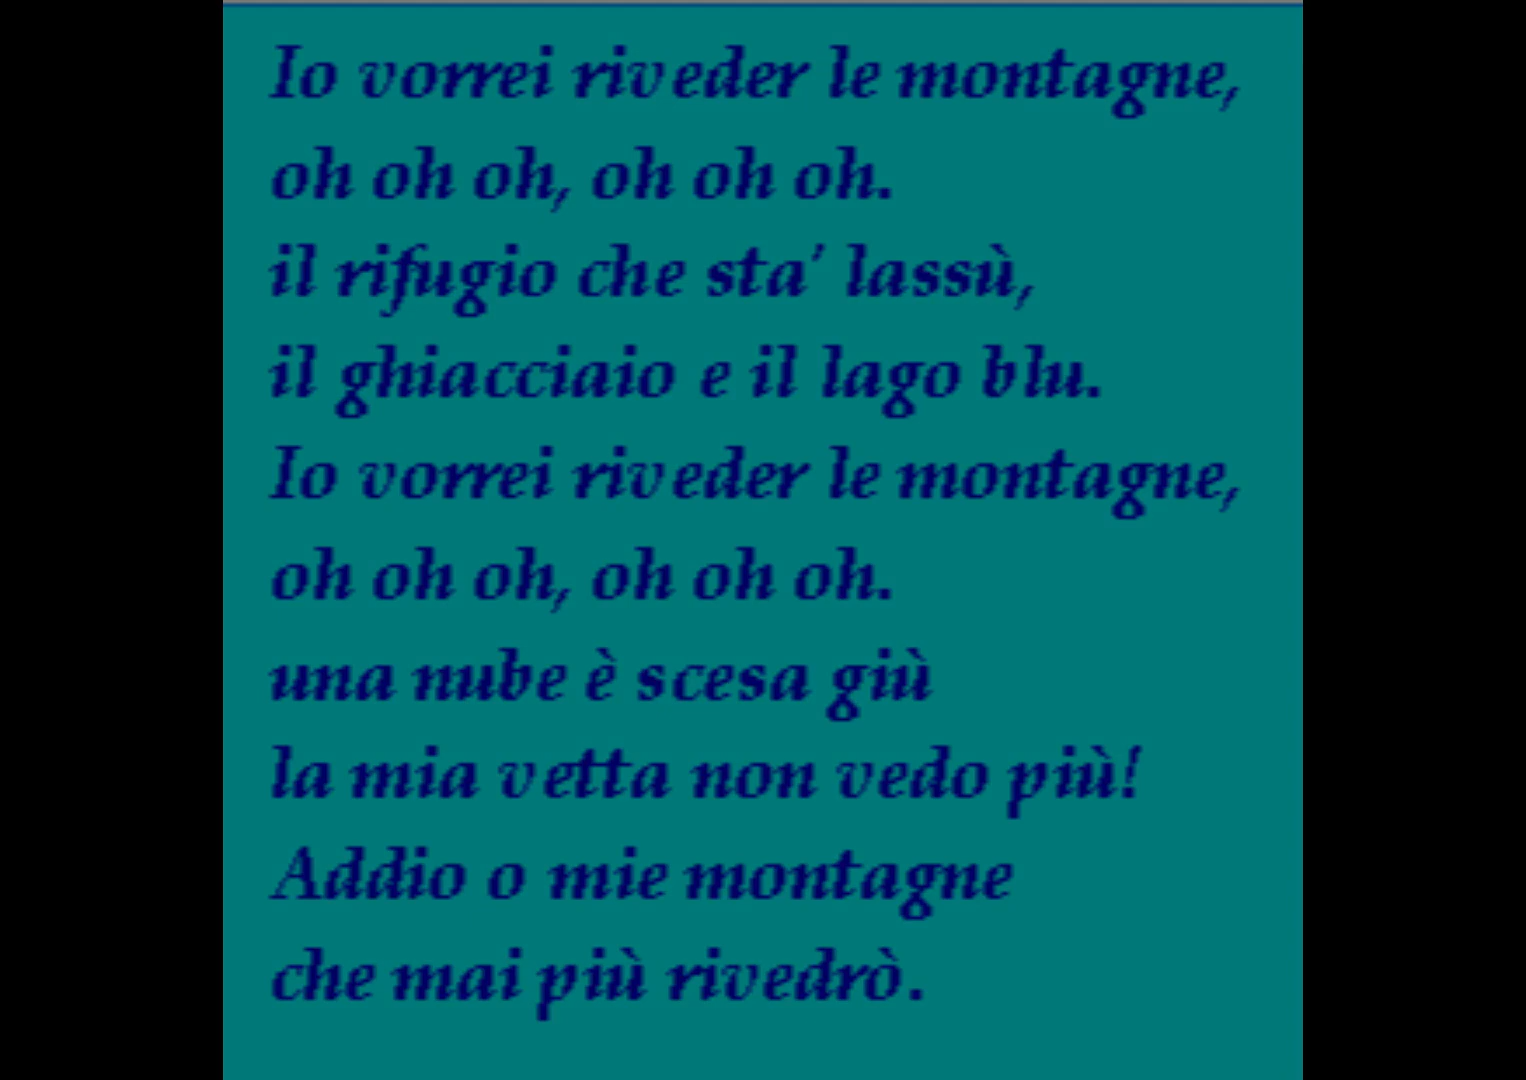 Io vorrei riveder le montagne,
oh oh oh, oh oh oh.
il rifugio che sta' lassù,
il ghiacciaio e il lago blu.
Io vorrei riveder le montagne,
oh oh oh, oh oh oh.
una nube è scesa giù
la mia vetta non vedo più!
Addio o mie montagne
che mai più rivedrò.